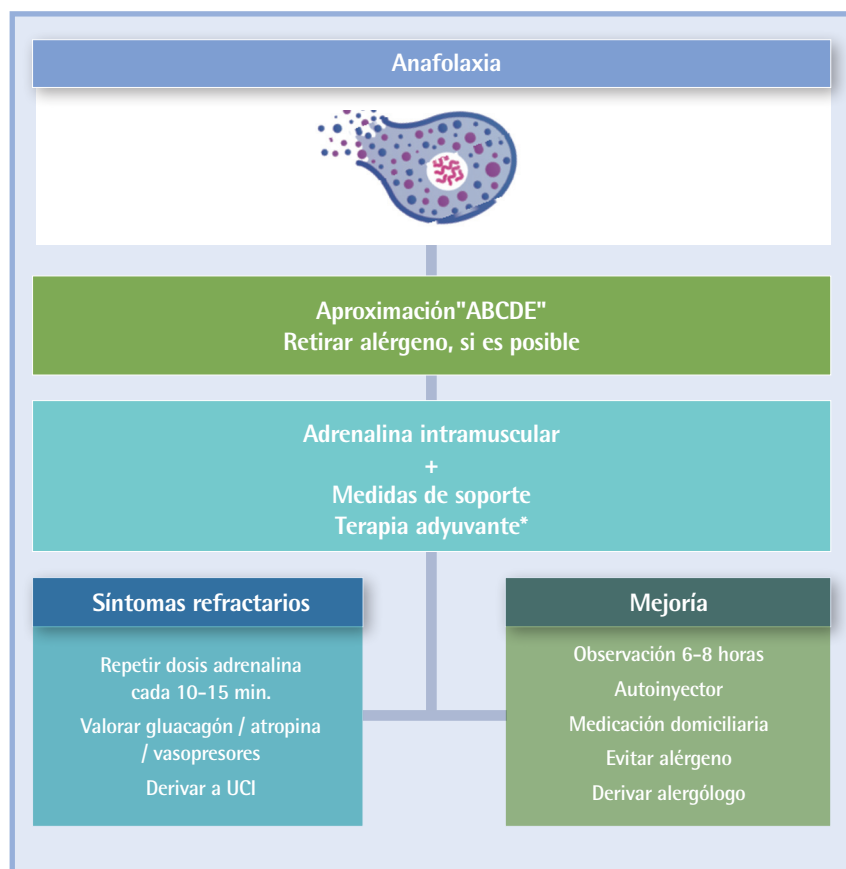 Anafolaxia
Aproximación"ABCDE"
Retirar alérgeno, si es posible
Adrenalina intramuscular
+
Medidas de soporte
Terapia adyuvante*
Síntomas refractarios
Repetir dosis adrenalina
cada 10-15 min.
Valorar gluacagón / atropina
/ vasopresores
Derivar a UCI
Mejoría
Observación 6-8 horas
Autoinyector
Medicación domiciliaria
Evitar alérgeno
Derivar alergólogo